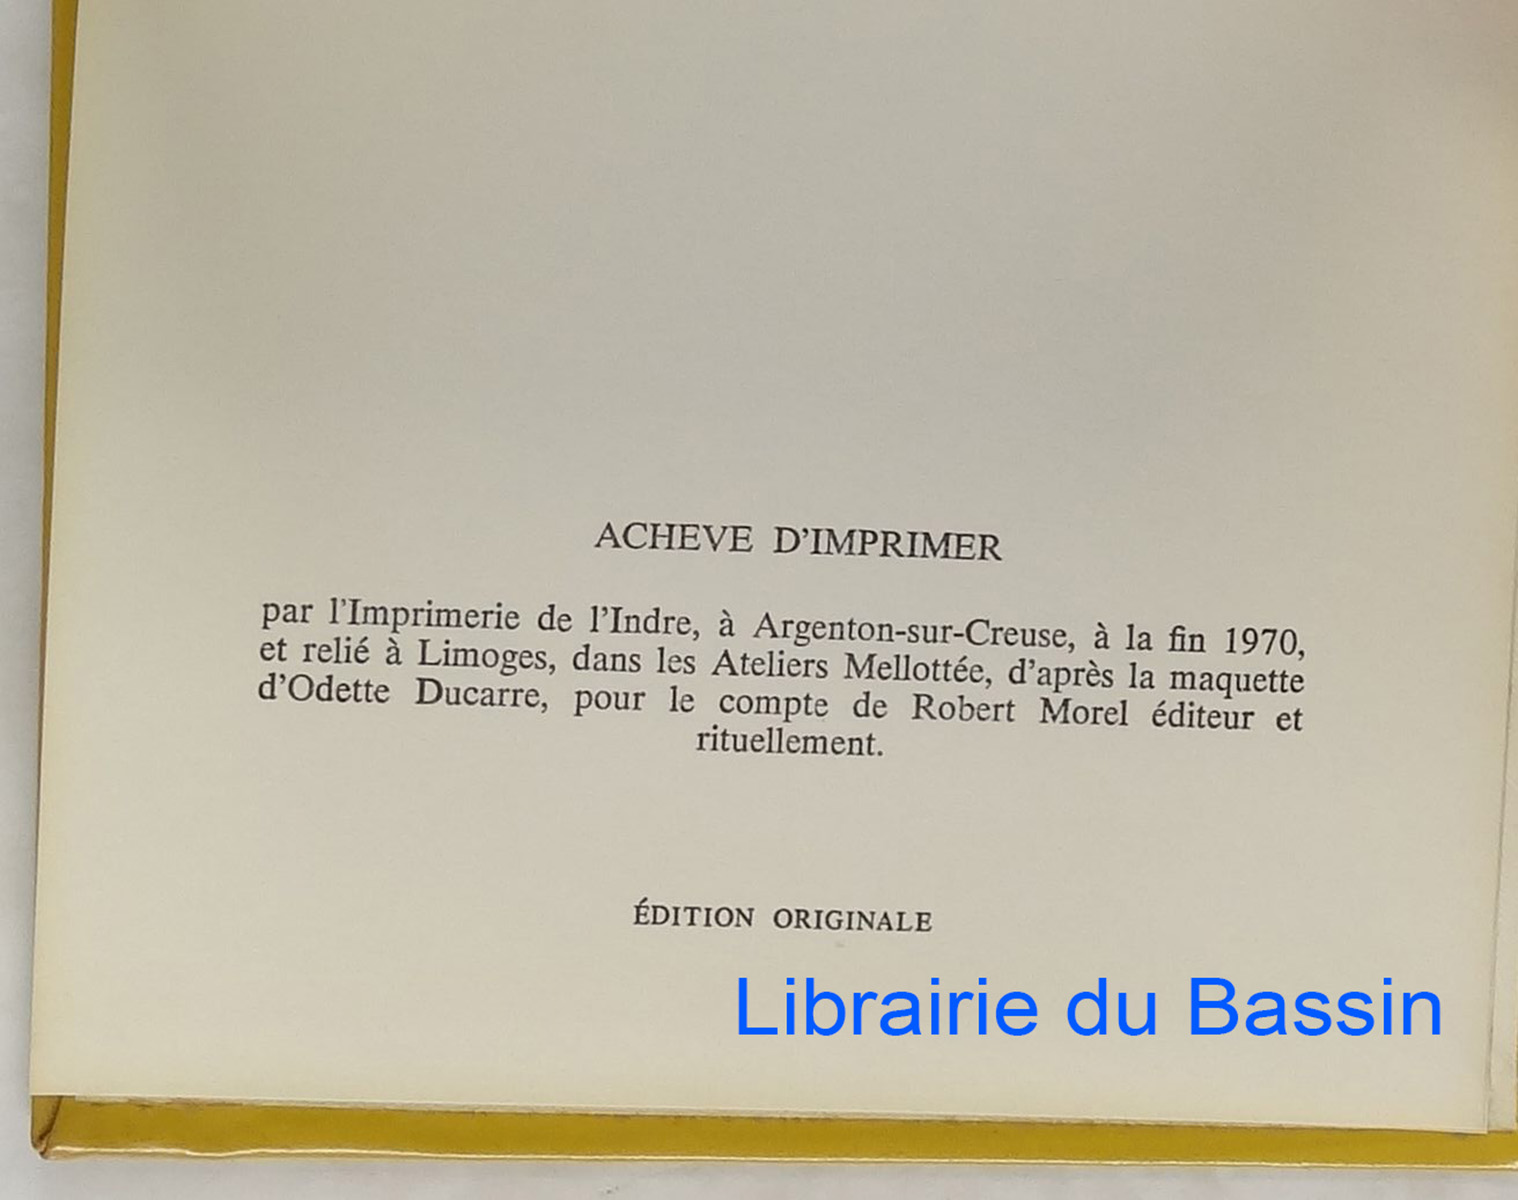 ACHEVE D'IMPRIMER
par l'Imprimerie de l'Indre, à Argenton-sur-Creuse, à la fin 1970,
et relié à Limoges, dans les Ateliers Mellottée, d'après la maquette
d'Odette Ducarre, pour le compte de Robert Morel éditeur et
rituellement.
ÉDITION ORIGINALE
Librairie du Bassin